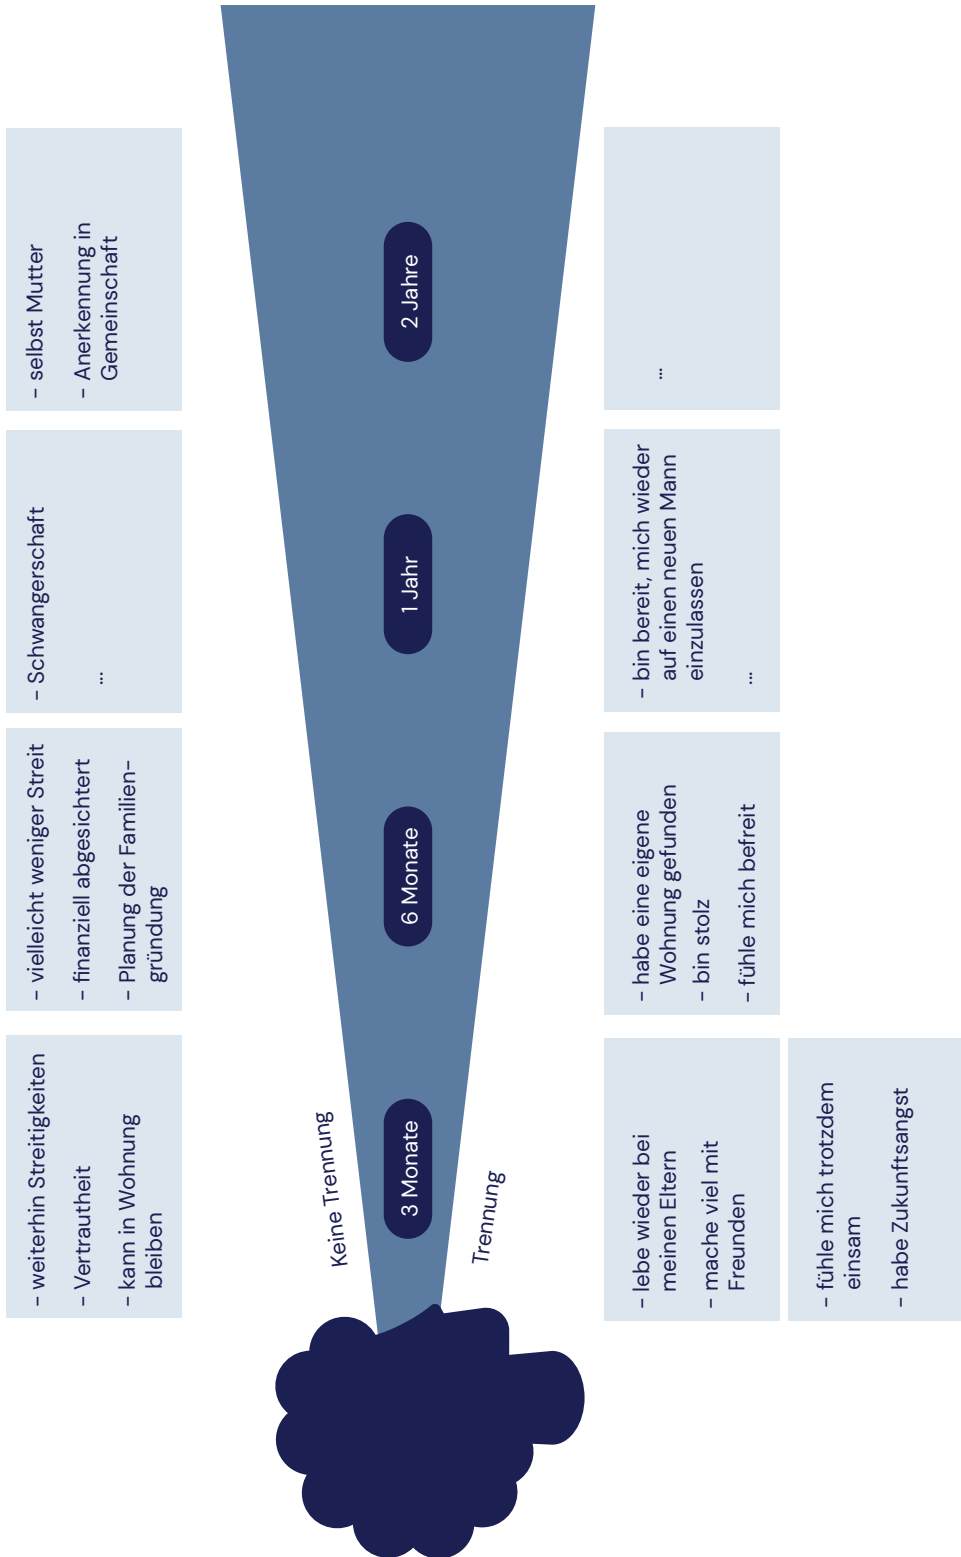 – weiterhin Streitigkeiten
– Vertrautheit
– kann in Wohnung
bleiben
– vielleicht weniger Streit
– finanziell abgesichtert
– Planung der Familien–
gründung
– Schwangerschaft
...
– selbst Mutter
– Anerkennung in
Gemeinschaft
Keine Trennung
3 Monate
6 Monate
1 Jahr
2 Jahre
Trennung
– lebe wieder bei
meinen Eltern
– mache viel mit
Freunden
– habe eine eigene
Wohnung gefunden
– bin stolz
– fühle mich befreit
– bin bereit, mich wieder
auf einen neuen Mann
einzulassen
...
...
– fühle mich trotzdem
einsam
– habe Zukunftsangst